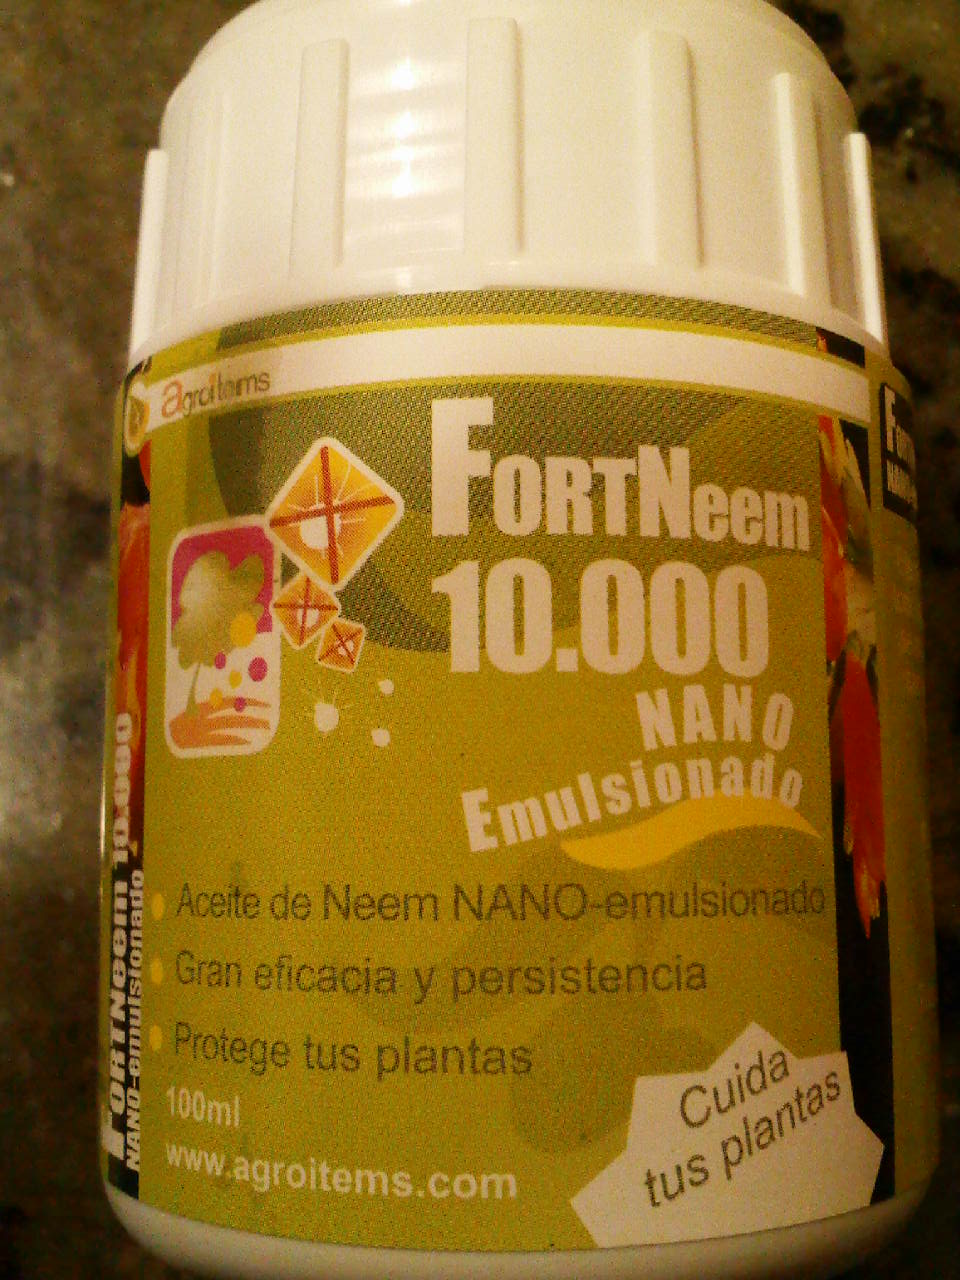 agroitems
FORTNeem
10.000
NANO
Emulsionado
Aceite de Neem NANO-emulsionado
Gran eficacia y persistencia
Protege tus plantas
100ml
www.agroitems.com
Cuida
tus plantas
FORTNeem 10.000
NANO-emulsionado